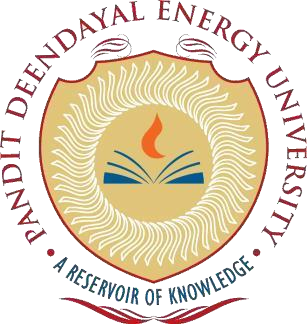 PANDIT DEENDAYAL ENERGY UNIVERSITY
• A RESERVOIR OF KNOWLEDGE •